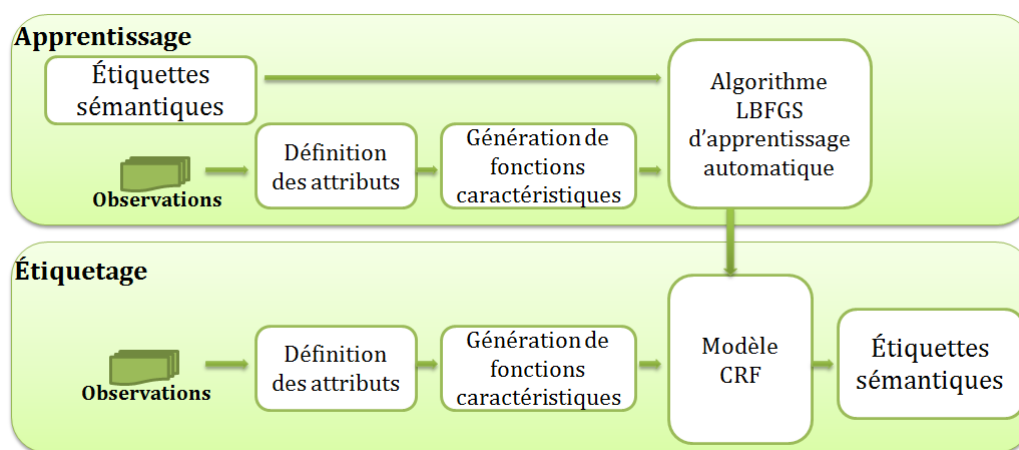 Apprentissage
Étiquettes
sémantiques
Algorithme
LBFGS
d'apprentissage
automatique
Observations
Définition
des attributs
Génération de
fonctions
caractéristiques
Étiquetage
Observations
Définition
des attributs
Génération de
fonctions
caractéristiques
Modèle
CRF
Étiquettes
sémantiques